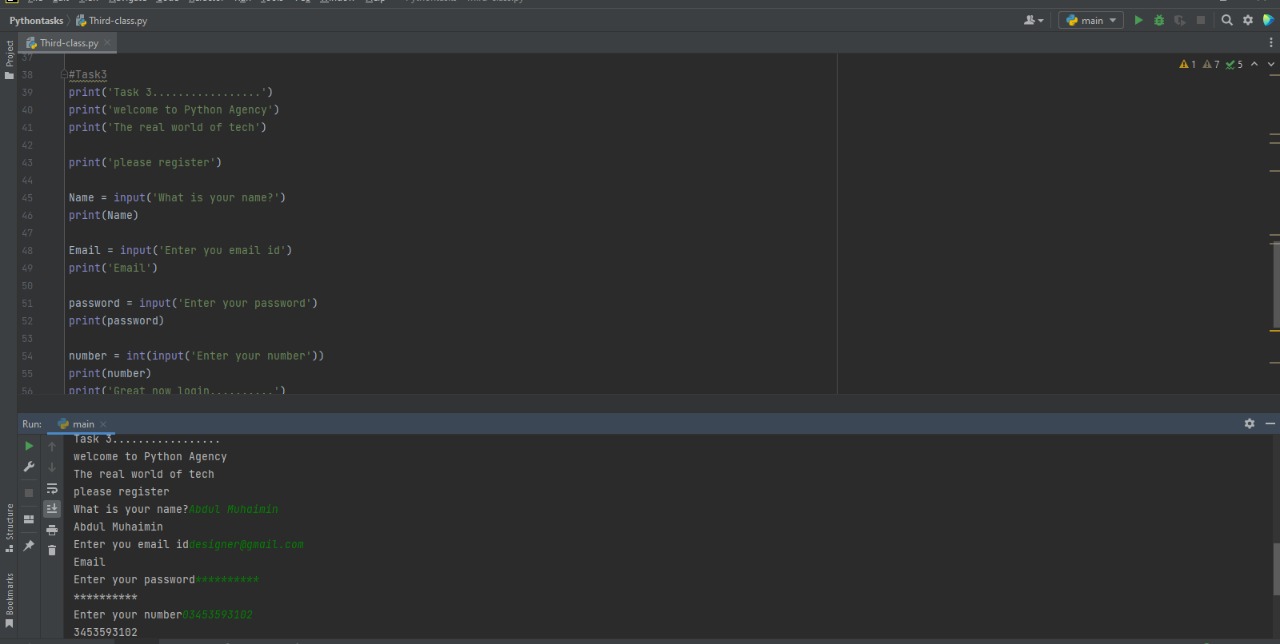 Pythontasks Third-class.py main
Third-class.py
Project
37
38 #Task3
1 7 5
39 print('Task 3.................')
40 print('welcome to Python Agency')
41 print('The real world of tech')
42
43 print('please register')
44
45 Name = input('What is your name?')
46 print(Name)
47
48 Email = input('Enter you email id')
49 print('Email')
50
51 password = input('Enter your password')
52 print(password)
53
54 number = int(input('Enter your number'))
55 print(number)
56 print('Great now login..........')
Run: main
Task 3.................
welcome to Python Agency
The real world of tech
please register
What is your name?Abdul Muhaimin
Abdul Muhaimin
Enter you email iddesigner@gmail.com
Email
Enter your password**********
**********
Enter your number03453593102
3453593102
Structure
Bookmarks